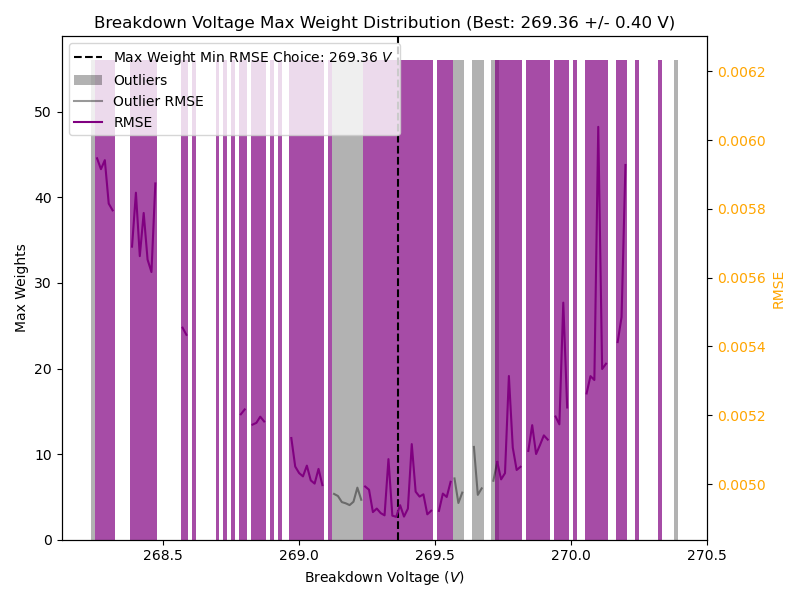 Breakdown Voltage Max Weight Distribution (Best: 269.36 +/- 0.40 V)
Max Weight Min RMSE Choice: 269.36 V
Outliers
Outlier RMSE
RMSE
Max Weights
0
10
20
30
40
50
0.0062
0.0060
0.0058
0.0056
0.0054
0.0052
0.0050
RMSE
268.5 269.0 269.5 270.0 270.5
Breakdown Voltage (V)